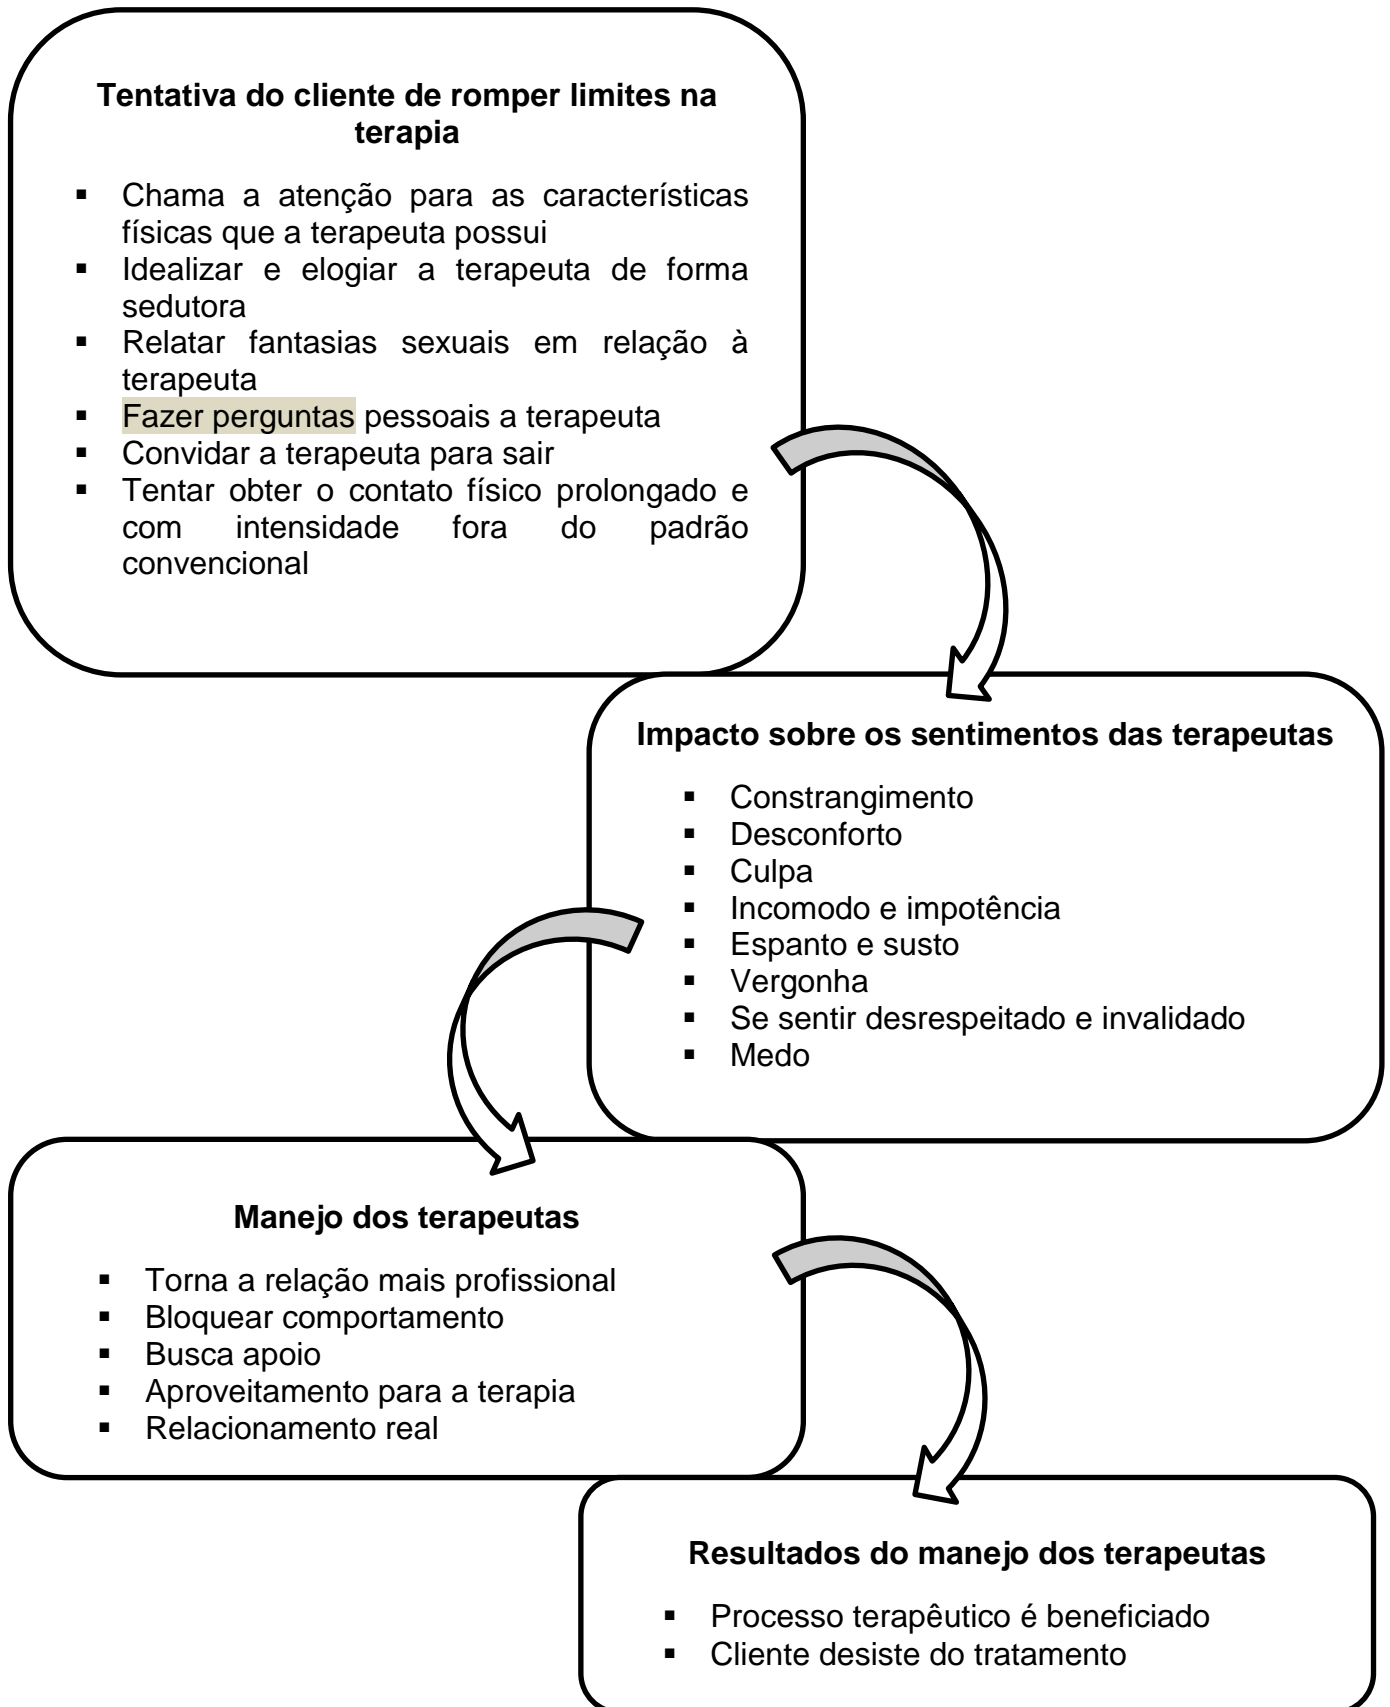 Tentativa do cliente de romper limites na
terapia
▪ Chama a atenção para as características
físicas que a terapeuta possui
▪ Idealizar e elogiar a terapeuta de forma
sedutora
▪ Relatar fantasias sexuais em relação à
terapeuta
▪ Fazer perguntas pessoais a terapeuta
▪ Convidar a terapeuta para sair
▪ Tentar obter o contato físico prolongado e
com intensidade fora do padrão
convencional
Impacto sobre os sentimentos das terapeutas
▪ Constrangimento
▪ Desconforto
▪ Culpa
▪ Incomodo e impotência
▪ Espanto e susto
▪ Vergonha
▪ Se sentir desrespeitado e invalidado
▪ Medo
Manejo dos terapeutas
▪ Torna a relação mais profissional
▪ Bloquear comportamento
▪ Busca apoio
▪ Aproveitamento para a terapia
▪ Relacionamento real
Resultados do manejo dos terapeutas
▪ Processo terapêutico é beneficiado
▪ Cliente desiste do tratamento